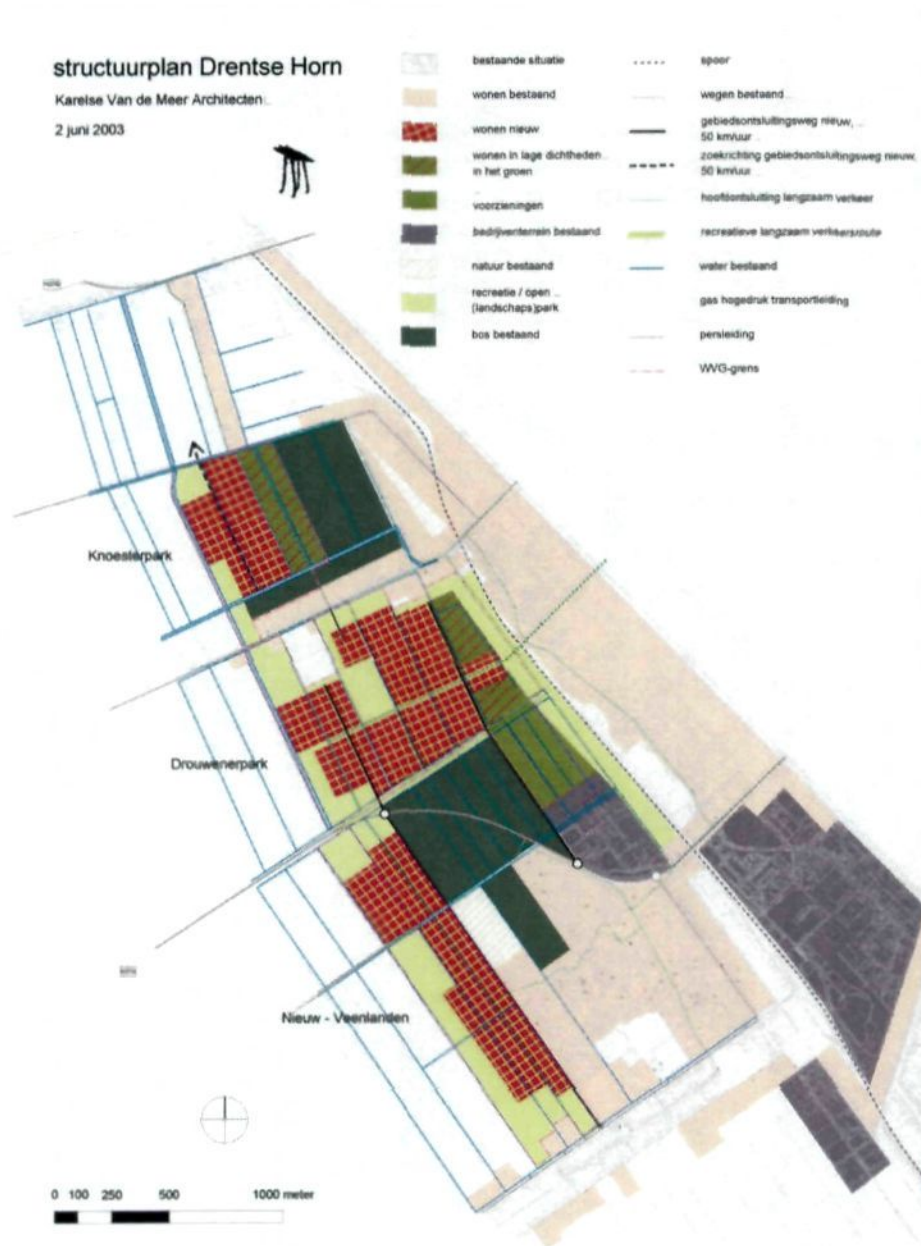 structuurplan Drentse Horn
Karelse Van de Meer Architecten
2 juni 2003
bestaande situatie
wonen bestaand
wonen nieuw
wonen in lage dichtheden
in het groen
voorzieningen
bedrijventerrein bestaand
natuur bestaand
recreatie / open
(landschaps)park
bos bestaand
spoor
wegen bestaand
gebiedsontsluitingsweg nieuw,
50 km/uur
zoekrichting gebiedsontsluitingsweg nieuw,
50 km/uur
hoofdontsluiting langzaam verkeer
recreatieve langzaam verkeersroute
water bestaand
gas hogedruk transportleiding
persleiding
WVG-grens
Knoesterpark
Drouwenerpark
Nieuw - Veenlanden
0 100 250 500 1000 meter